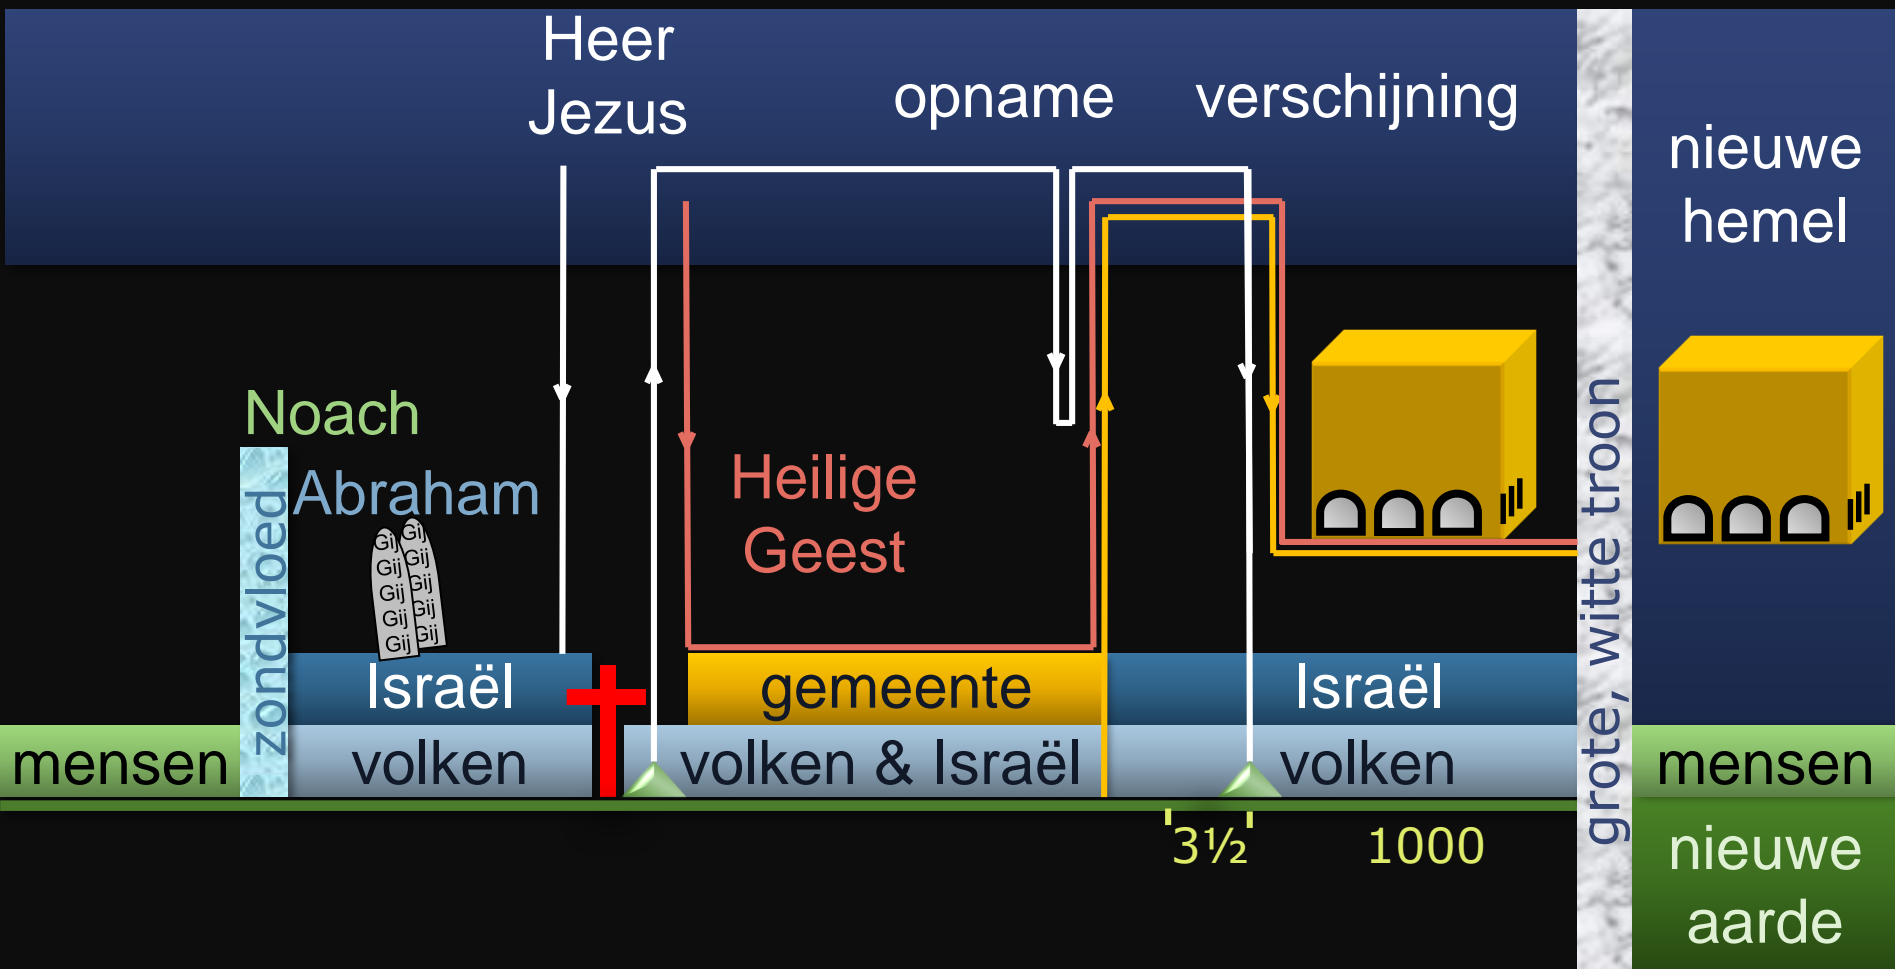 Heer
Jezus
opname
verschijning
nieuwe
hemel
Noach
Abraham
zondvloed
Gij
Gij
Gij
Gij
Gij
Gij
Gij
Gij
Gij
Gij
Heilige
Geest
grote, witte troon
Israël
gemeente
Israël
mensen
volken
volken & Israël
volken
mensen
3½
1000
nieuwe
aarde